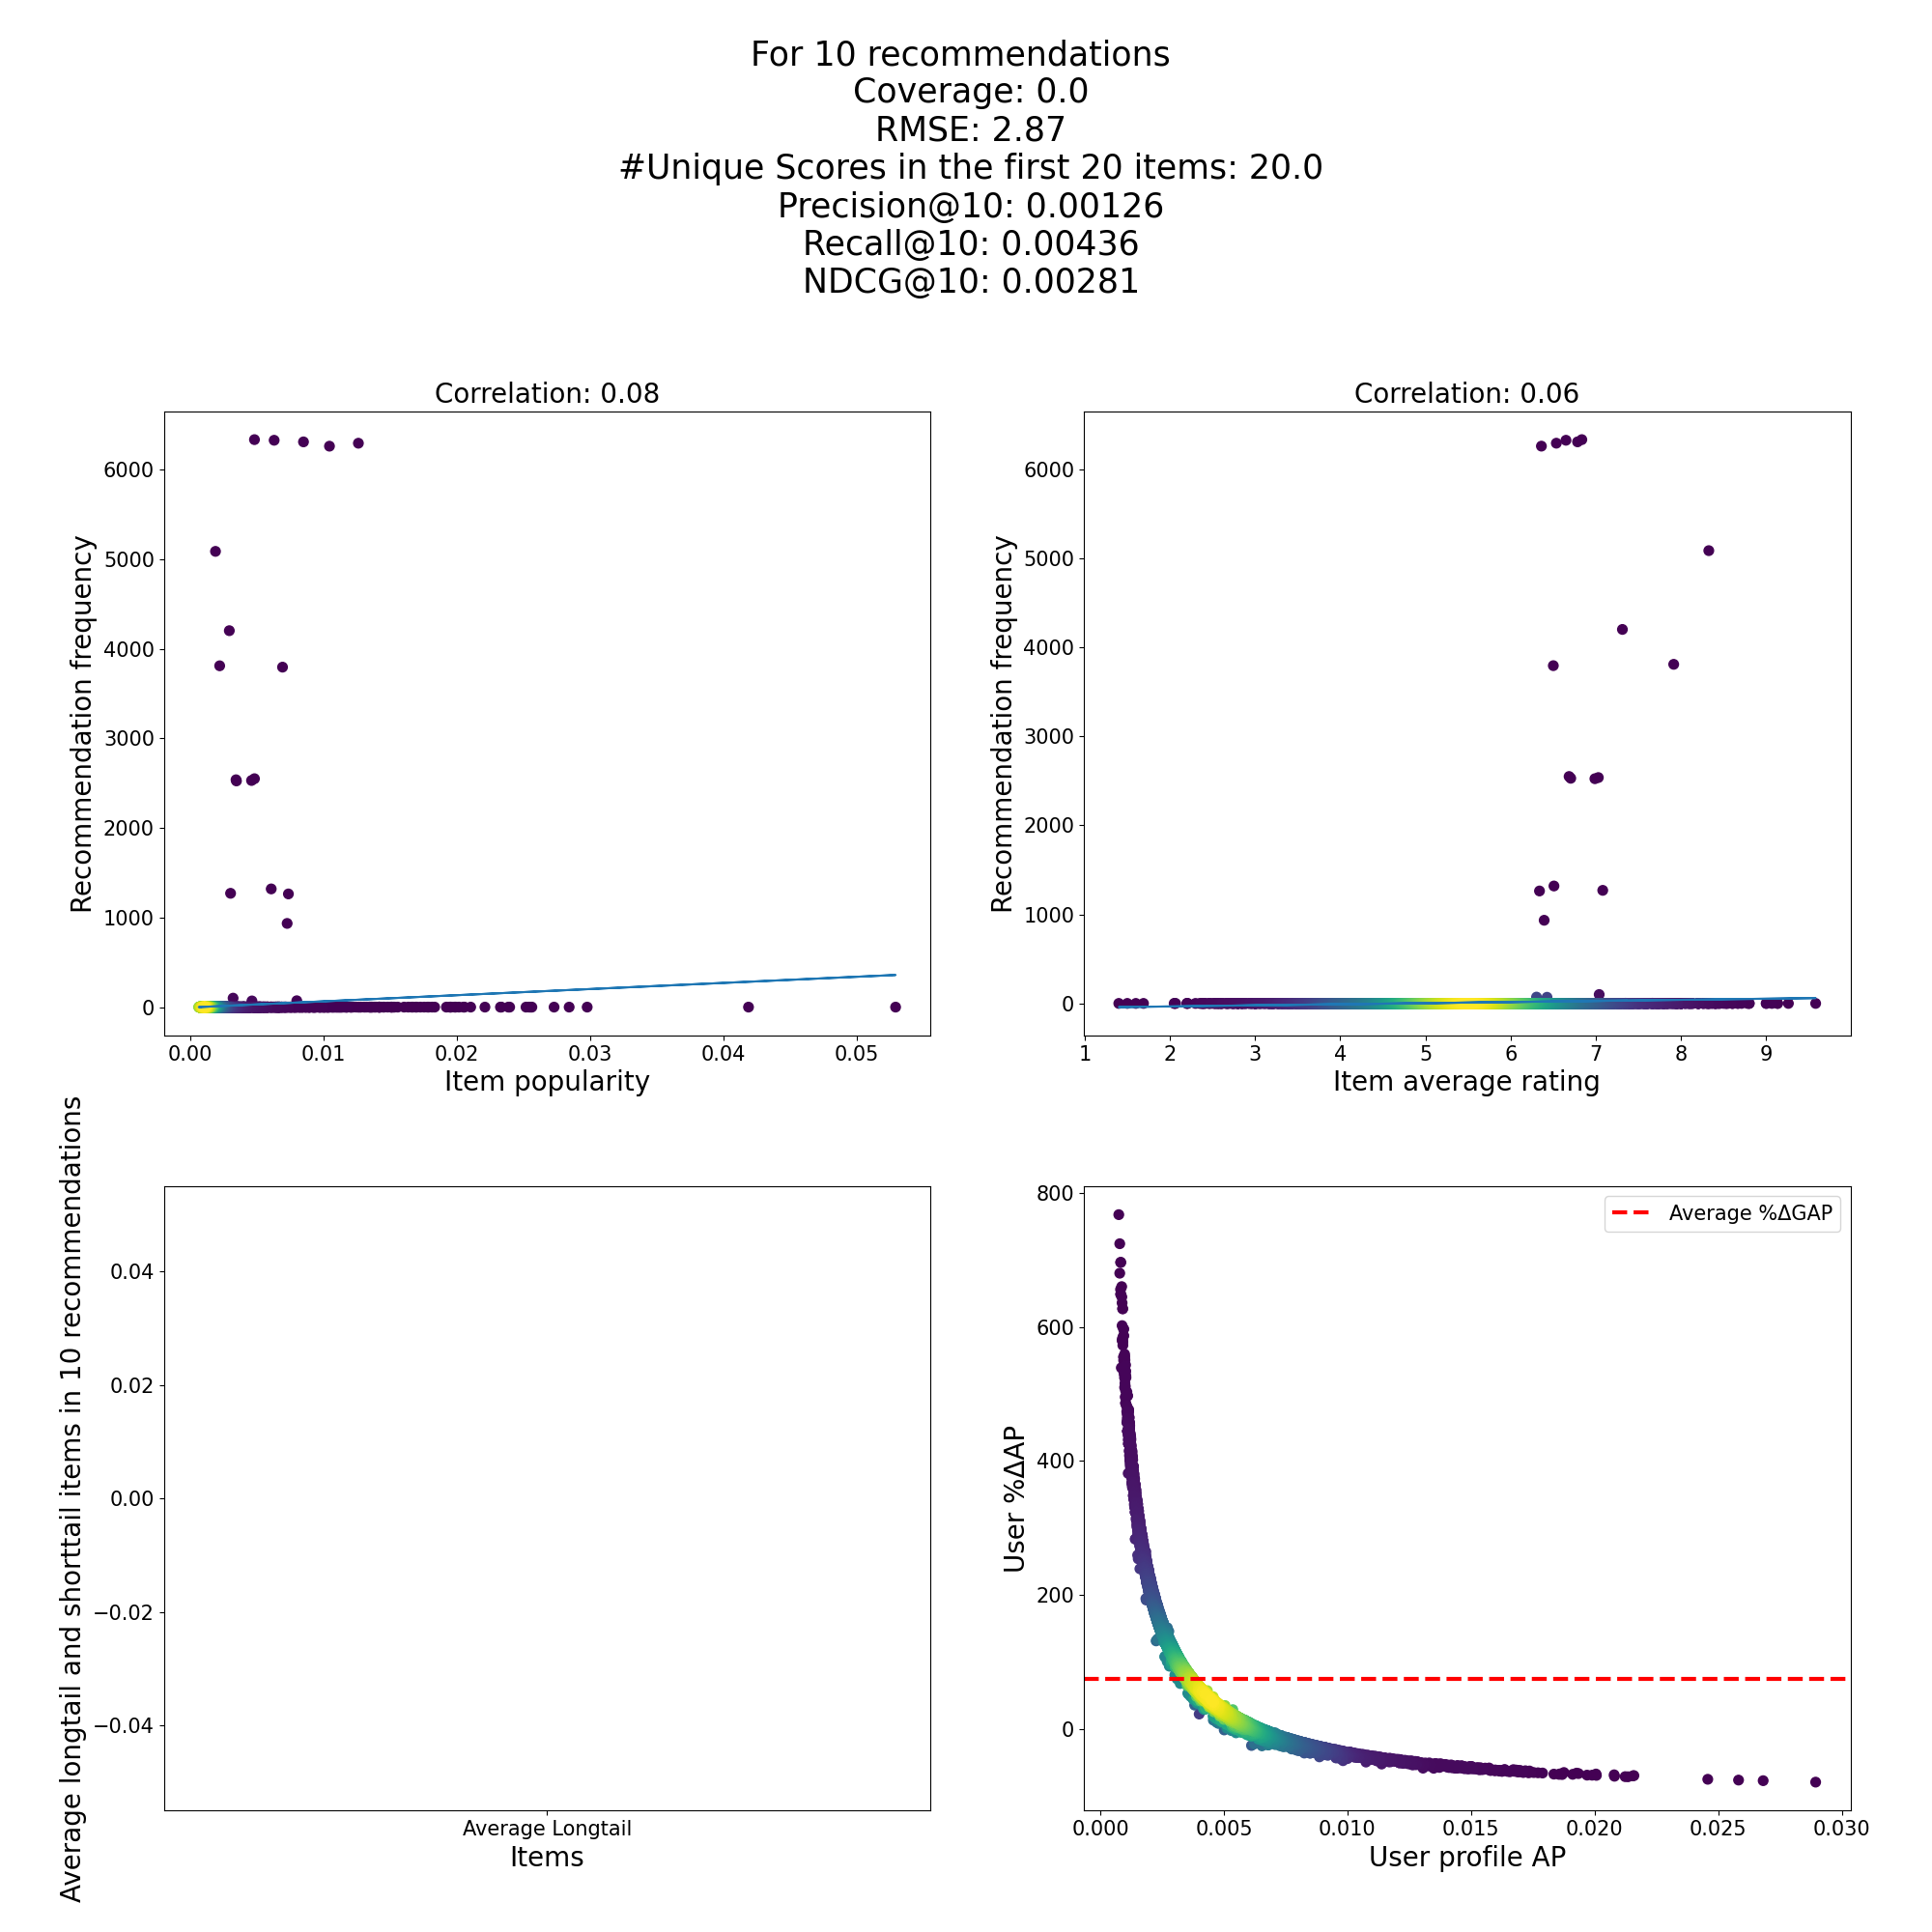 For 10 recommendations
Coverage: 0.0
RMSE: 2.87
#Unique Scores in the first 20 items: 20.0
Precision@10: 0.00126
Recall@10: 0.00436
NDCG@10: 0.00281
Correlation: 0.08
Recommendation frequency
6000
5000
4000
3000
2000
1000
0
0.00 0.01 0.02 0.03 0.04 0.05
Item popularity
Correlation: 0.06
Recommendation frequency
6000
5000
4000
3000
2000
1000
0
1 2 3 4 5 6 7 8 9
Item average rating
Average longtail and shorttail items in 10 recommendations
0.04
0.02
0.00
−0.02
−0.04
Average Longtail
Items
User %ΔAP
800
600
400
200
0
Average %ΔGAP
0.000 0.005 0.010 0.015 0.020 0.025 0.030
User profile AP